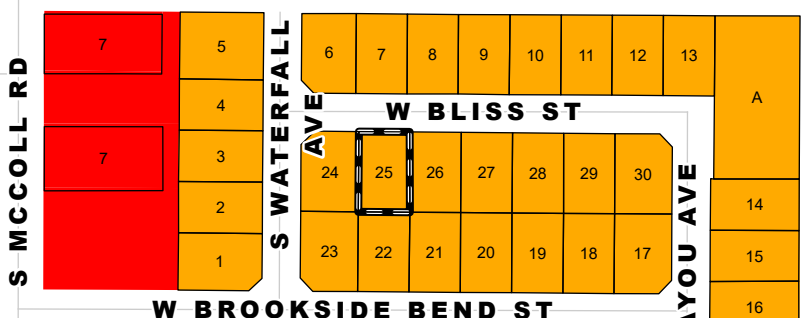 S MCCOLL RD
7
7
5
4
3
2
1
S WATERFALL
AVE
6 7 8 9 10 11 12 13
A
W BLISS ST
24 25 26 27 28 29 30
23 22 21 20 19 18 17
AYOU AVE
14
15
16
W BROOKSIDE BEND ST